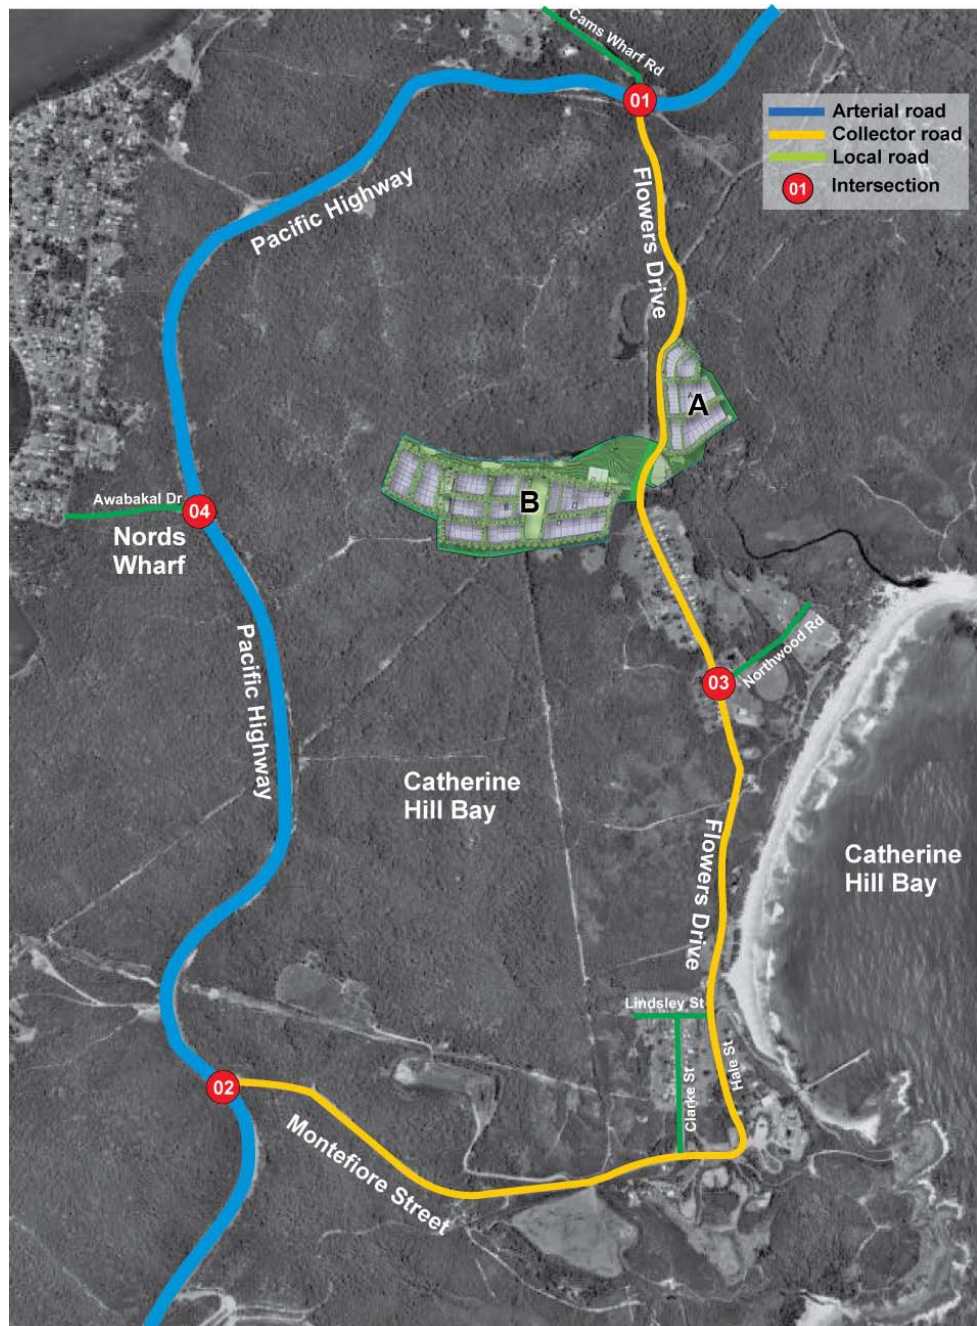 Cams Wharf Rd
01
Arterial road
Collector road
Local road
01 Intersection
Pacific Highway
Flowers Drive
A
B
Awabakal Dr
04
Nords
Wharf
Pacific Highway
Northwood Rd
03
Catherine
Hill Bay
Flowers Drive
Catherine
Hill Bay
Lindsley St
Clarke St
Hale St
02
Montefiore Street